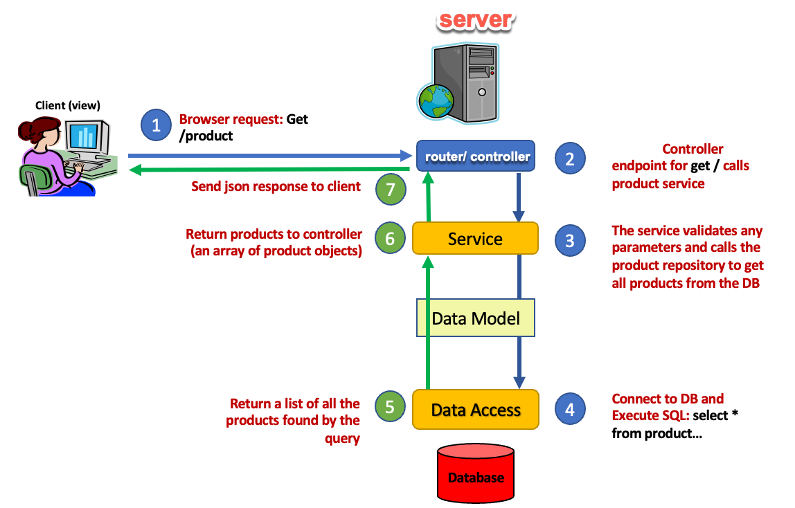 server
Client (view)
1
Browser request: Get
/product
router/ controller
2
Controller
endpoint for get / calls
product service
Send json response to client
7
Return products to controller
(an array of product objects)
6
Service
3
The service validates any
parameters and calls the
product repository to get
all products from the DB
Data Model
Return a list of all the
products found by the
query
5
Data Access
4
Connect to DB and
Execute SQL: select *
from product...
Database